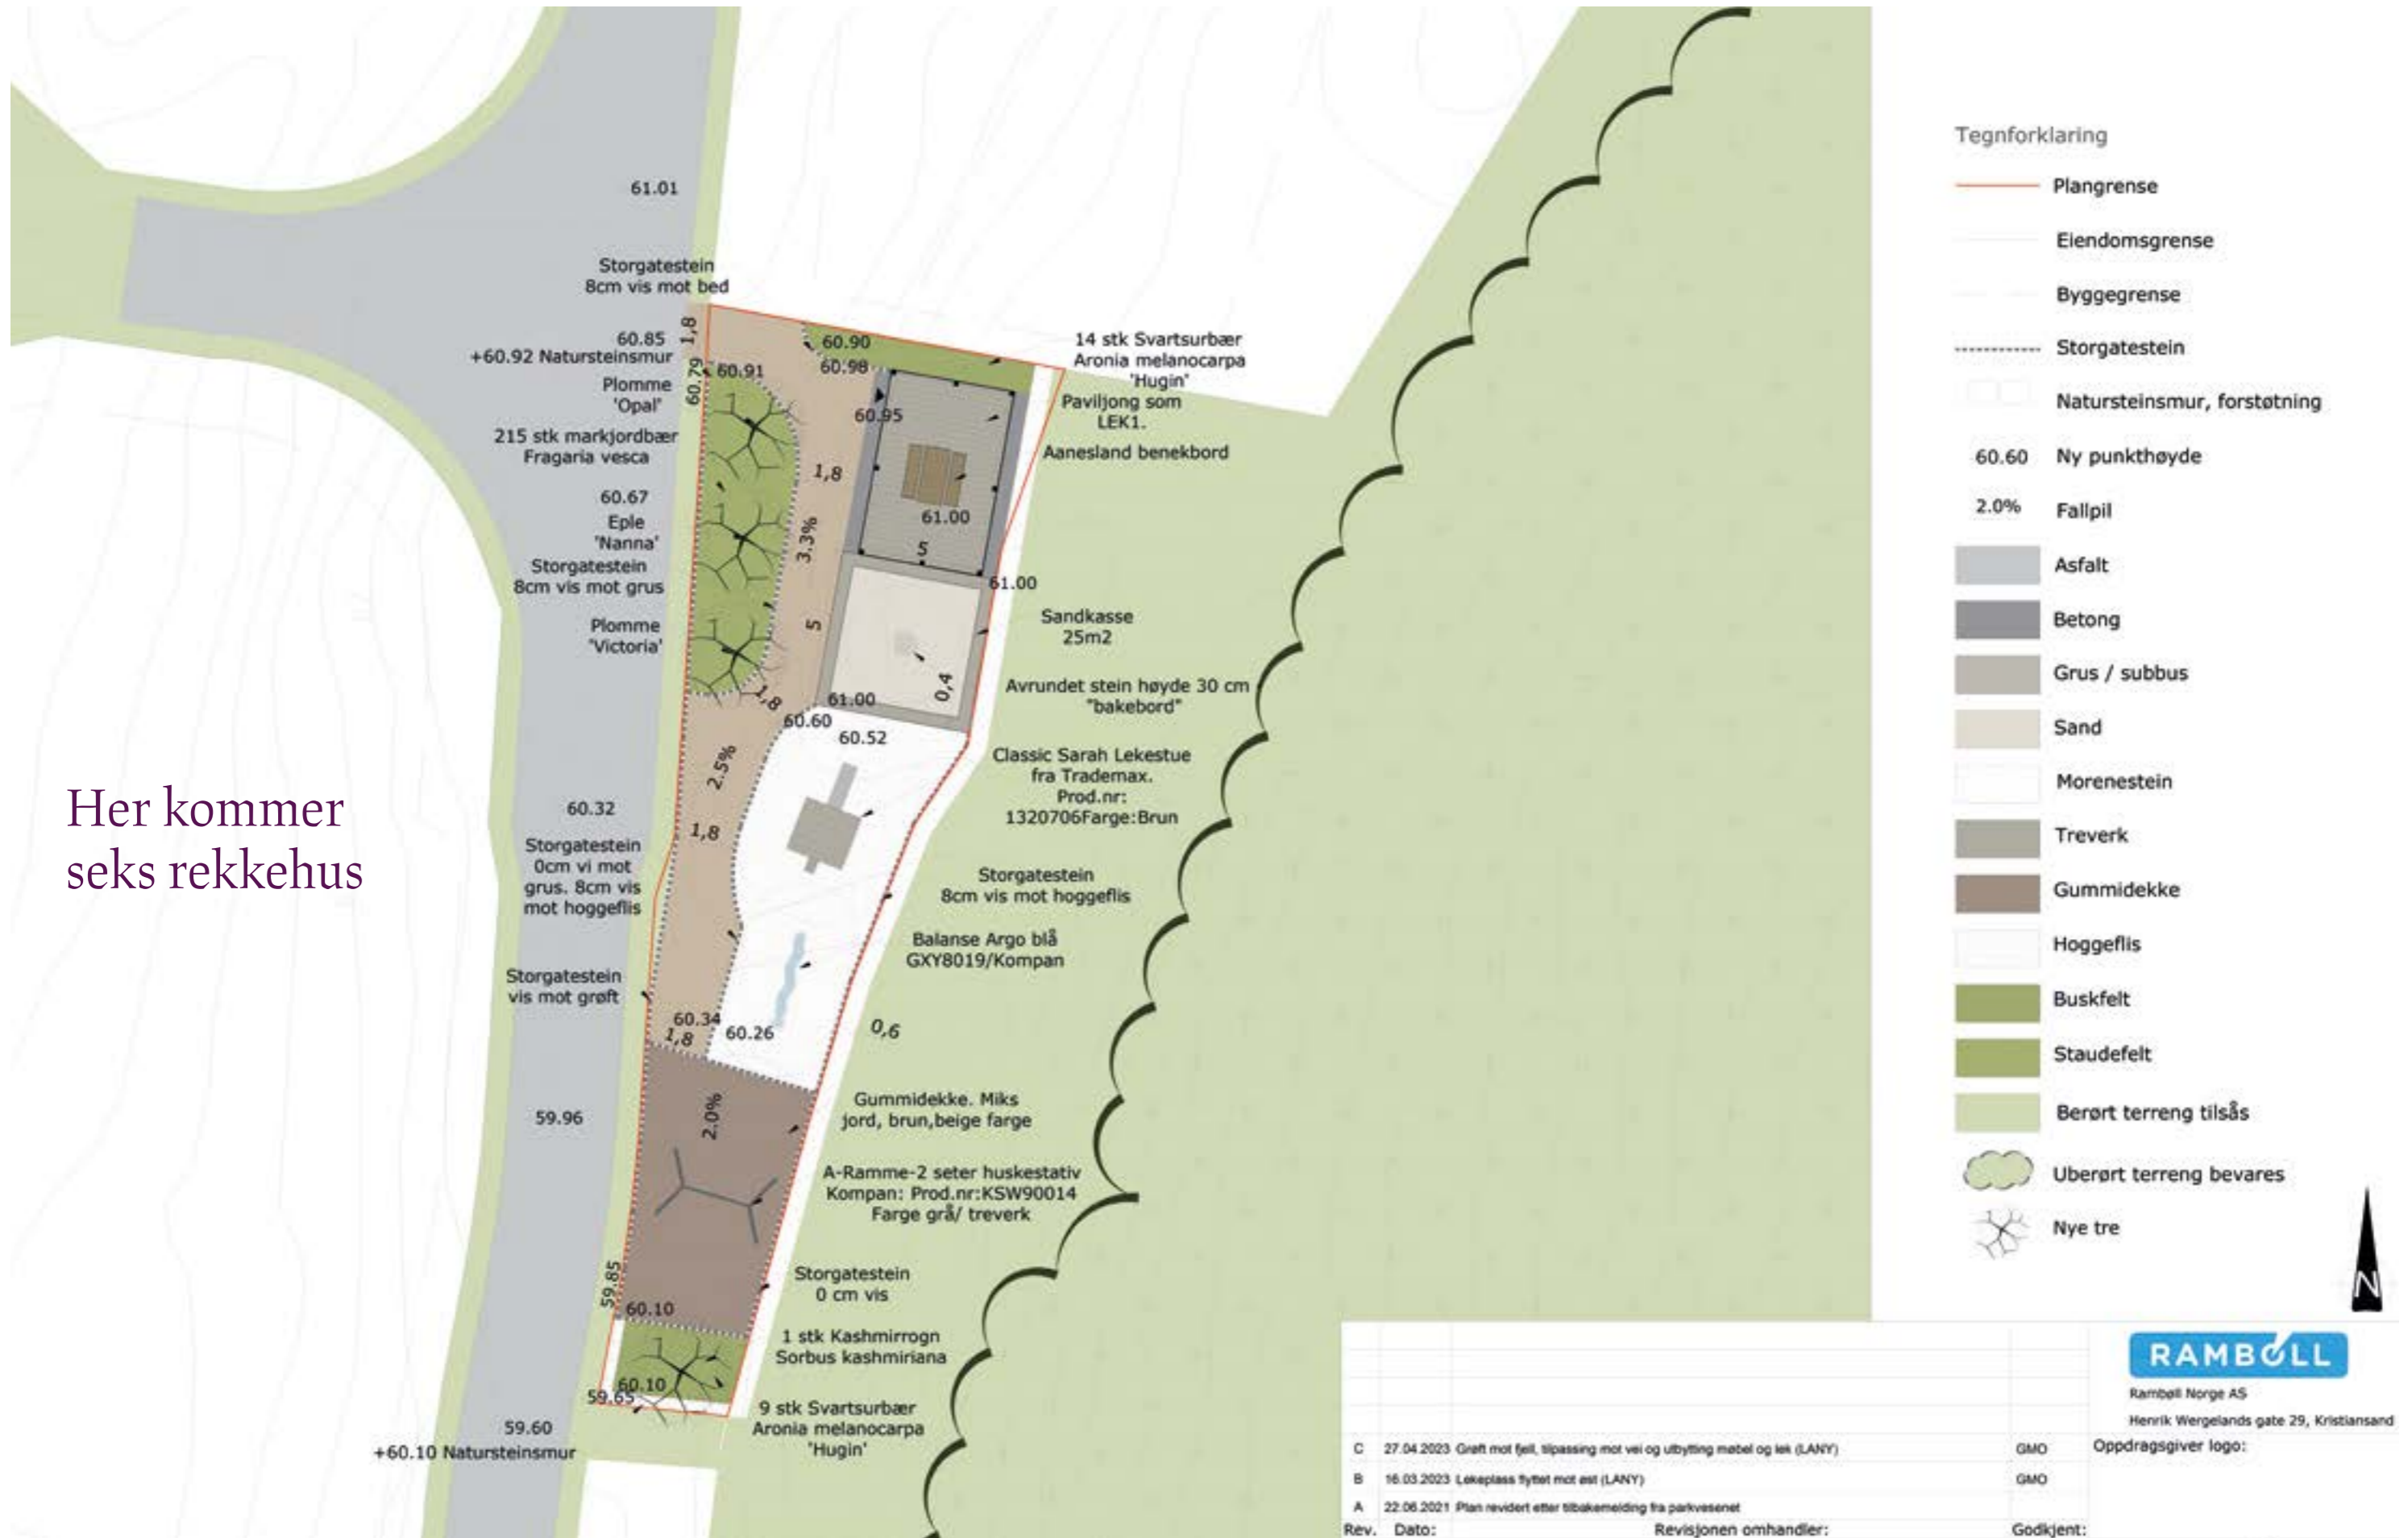 61.01
Storgatestein
8cm vis mot bed
60.85
1,8
+60.92 Natursteinsmur
60.79
60.91
60.90
60.98
Plomme
'Opal'
60.95
215 stk markjordbær
Fragaria vesca
1,8
60.67
Eple
'Nanna'
3.3%
61.00
5
Storgatestein
8cm vis mot grus
61.00
Plomme
'Victoria'
5
0,4
1,8
61.00
60.60
60.52
2.5%
60.32
1,8
Her kommer
seks rekkehus
Storgatestein
0cm vi mot
grus. 8cm vis
mot hoggeflis
Storgatestein
vis mot grøft
60.34
1,8
60.26
0,6
59.96
2.0%
59.85
60.10
60.10
59.65
59.60
+60.10 Natursteinsmur
14 stk Svartsurbær
Aronia melanocarpa
'Hugin'
Paviljong som
LEK1.
Aanesland benekbord
Sandkasse
25m2
Avrundet stein høyde 30 cm
"bakebord"
Classic Sarah Lekestue
fra Trademax.
Prod.nr:
1320706Farge:Brun
Storgatestein
8cm vis mot hoggeflis
Balanse Argo blå
GXY8019/Kompan
Gummidekke. Miks
jord, brun,beige farge
A-Ramme-2 seter huskestativ
Kompan: Prod.nr:KSW90014
Farge grå/ treverk
Storgatestein
0 cm vis
1 stk Kashmirrogn
Sorbus kashmiriana
9 stk Svartsurbær
Aronia melanocarpa
'Hugin'
Tegnforklaring
Plangrense
Eiendomsgrense
Byggegrense
Storgatestein
Natursteinsmur, forstøtning
60.60 Ny punkthøyde
2.0% Fallpil
Asfalt
Betong
Grus / subbus
Sand
Morenestein
Treverk
Gummidekke
Hoggeflis
Buskfelt
Staudefelt
Berørt terreng tilsås
Uberørt terreng bevares
Nye tre
N
RAMBOLL
Rambøll Norge AS
Henrik Wergelands gate 29, Kristiansand
Oppdragsgiver logo:
C 27.04.2023 Grøft mot fjell, tilpassing mot vei og utbytting møbel og lek (LANY) GMO
B 16.03.2023 Lekeplass flyttet mot øst (LANY) GMO
A 22.06.2021 Plan revidert etter tilbakemelding fra parkvesenet
Rev. Dato: Revisjonen omhandler: Godkjent: